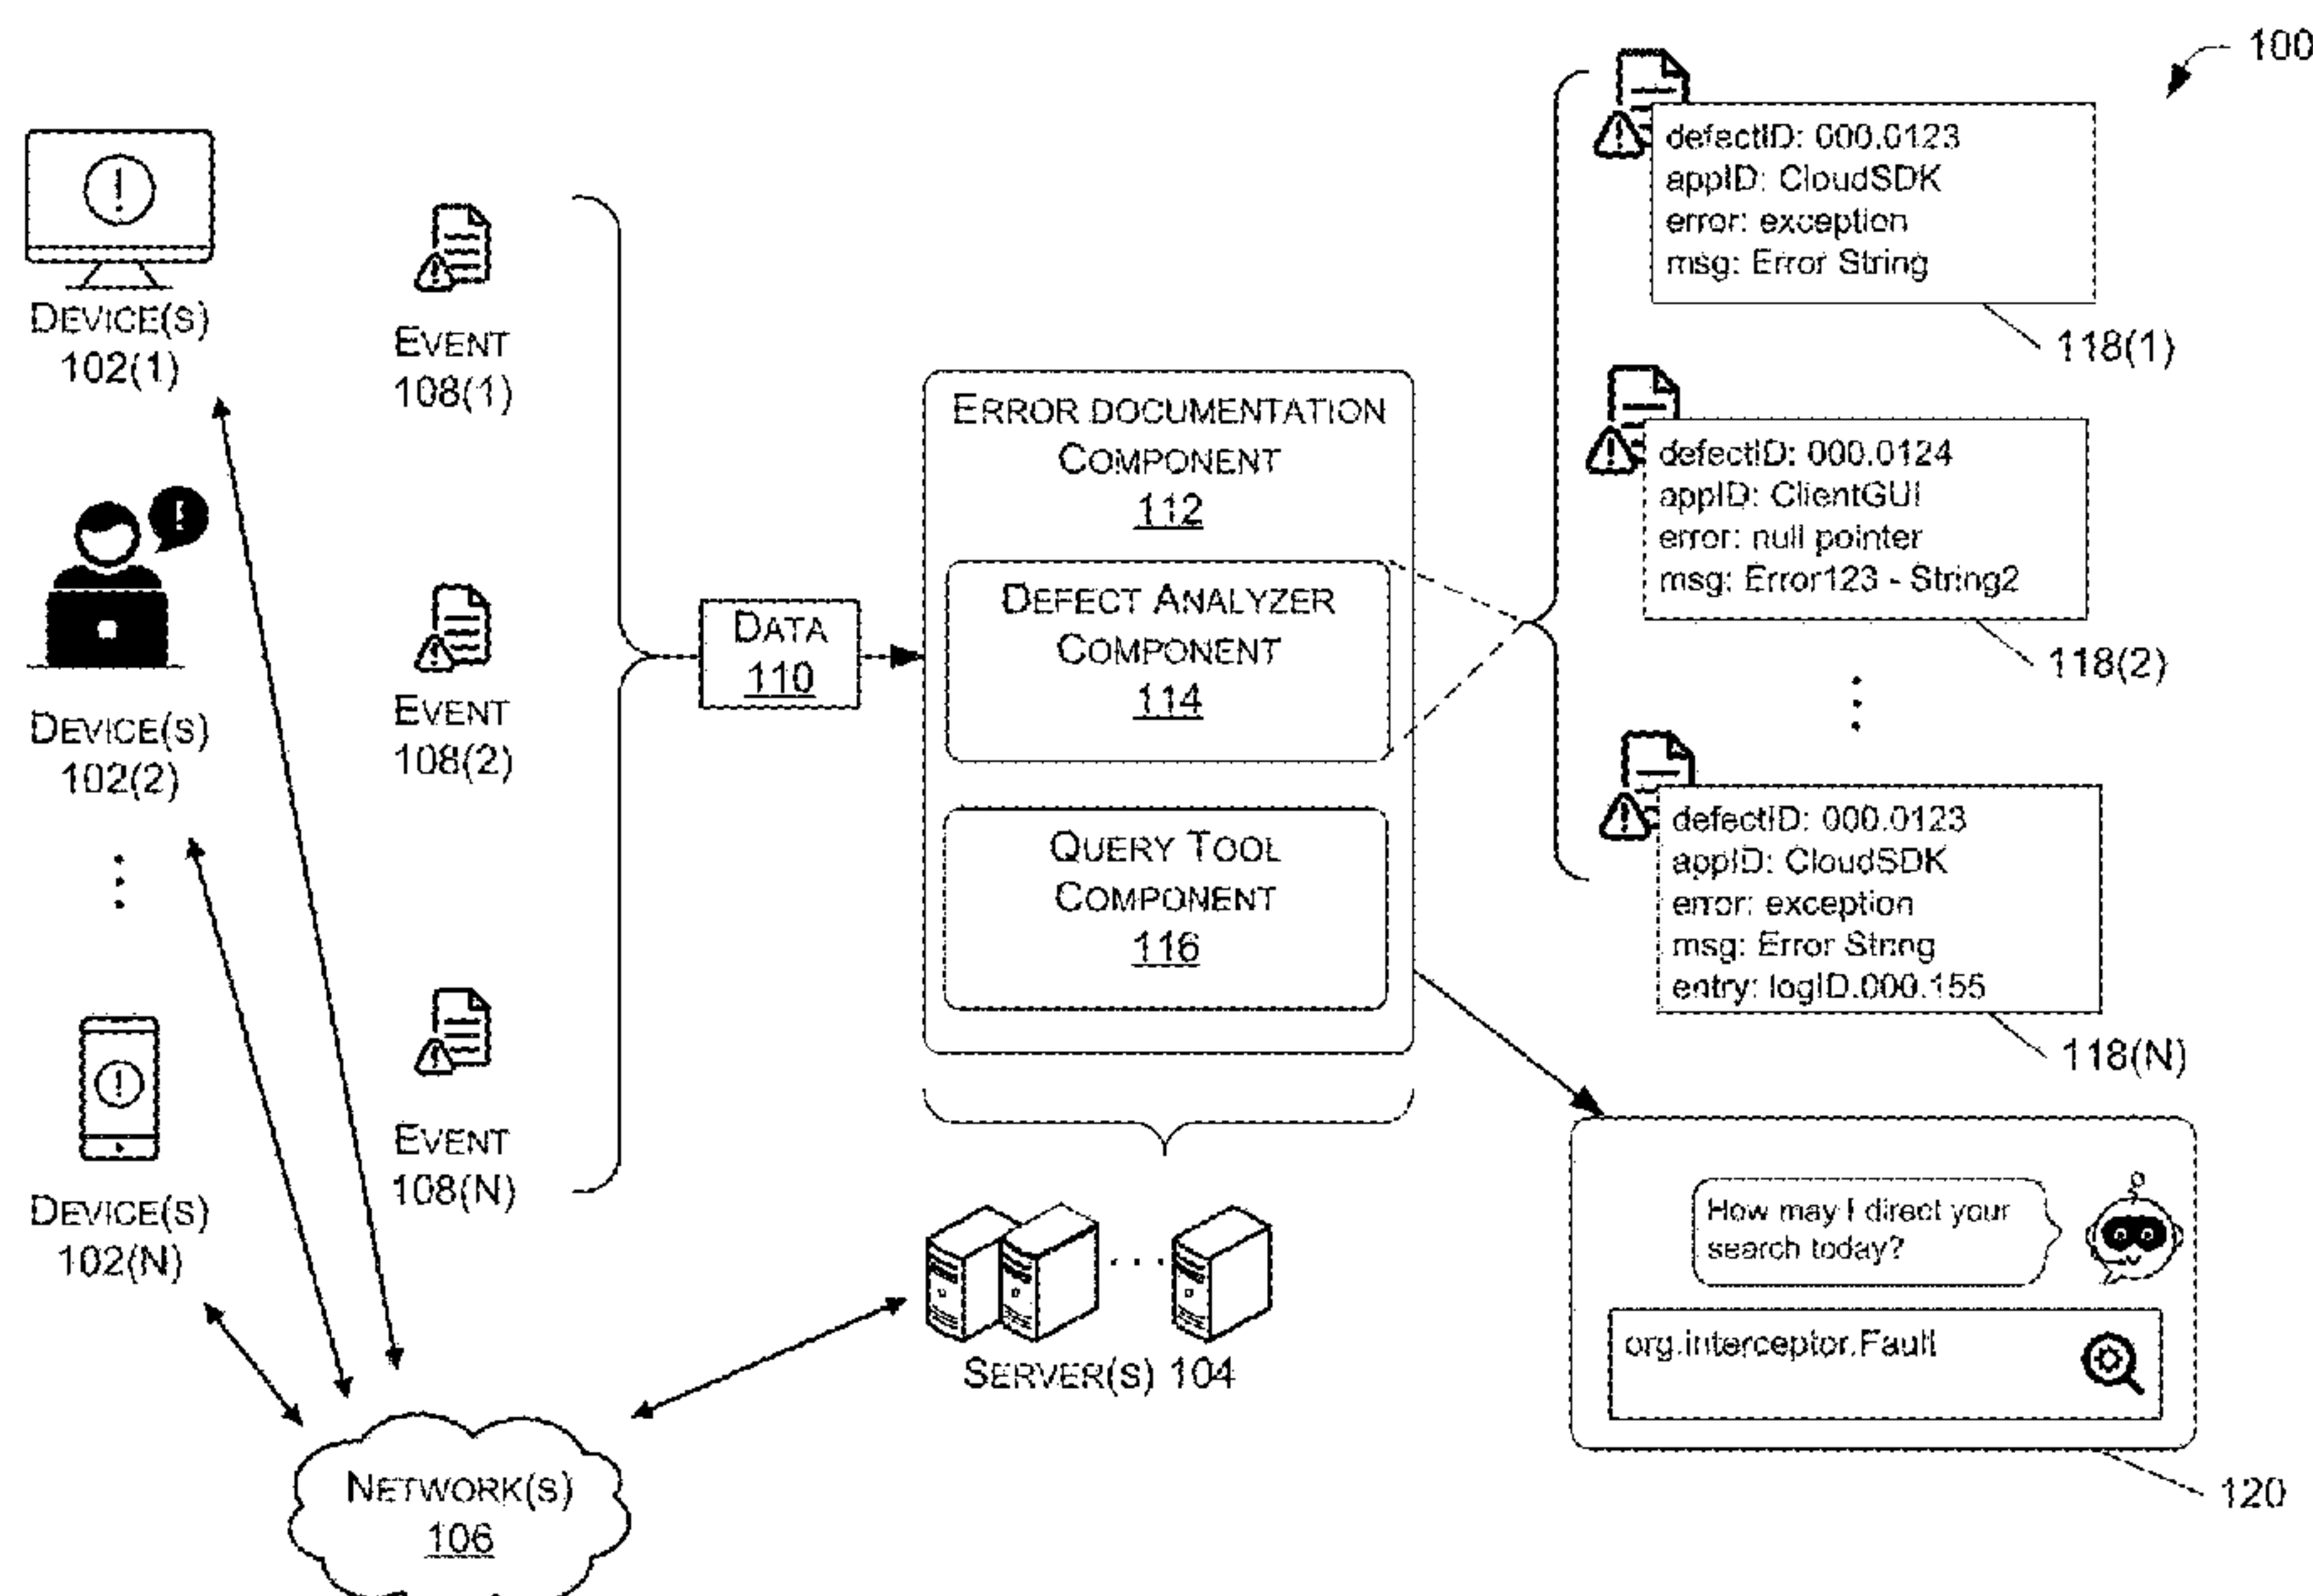 100
DEVICE(S)
102(1)
DEVICE(S)
102(2)
DEVICE(S)
102(N)
EVENT
108(1)
EVENT
108(2)
EVENT
108(N)
DATA
110
ERROR DOCUMENTATION
COMPONENT
112
DEFECT ANALYZER
COMPONENT
114
QUERY TOOL
COMPONENT
116
SERVER(S) 104
NETWORK(S)
106
defectID: 000.0123
appID: CloudSDK
error: exception
msg: Error String
118(1)
defectID: 000.0124
appID: ClientGUI
error: null pointer
msg: Error123 - String2
118(2)
defectID: 000.0123
appID: CloudSDK
error: exception
msg: Error String
entry: logID.000.155
118(N)
How may I direct your
search today?
org.interceptor.Fault
120